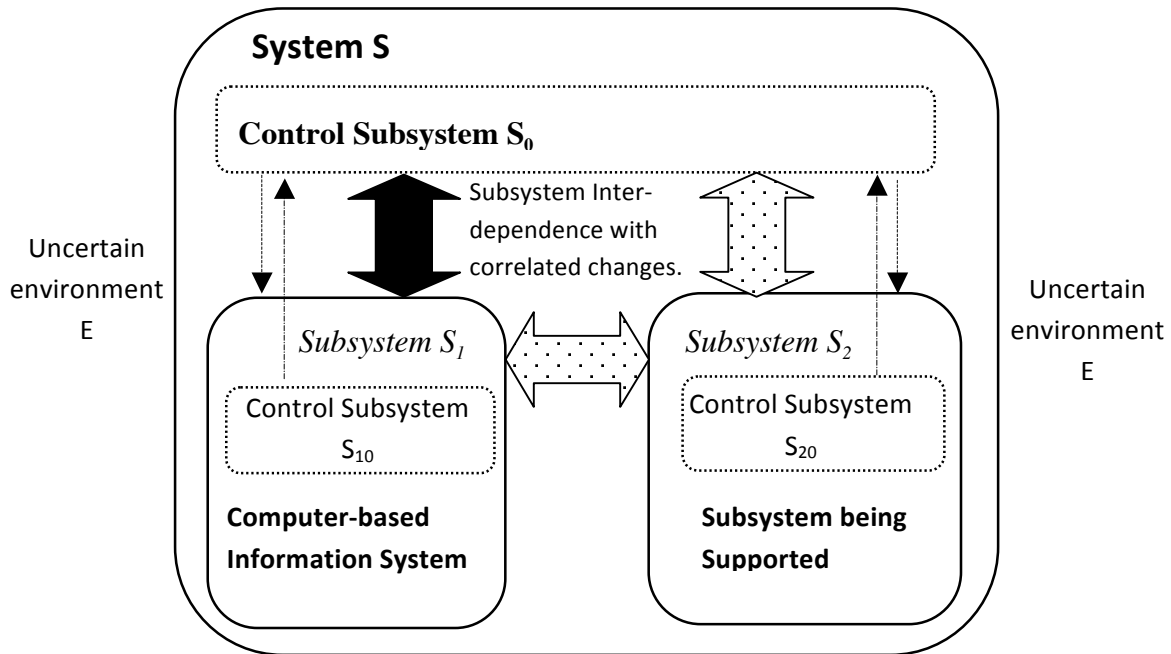 System S
Control Subsystem S₀
Subsystem Inter-
dependence with
correlated changes.
Uncertain
environment
E
Uncertain
environment
E
Subsystem S₁
Subsystem S₂
Control Subsystem
S₁₀
Control Subsystem
S₂₀
Computer-based
Information System
Subsystem being
Supported